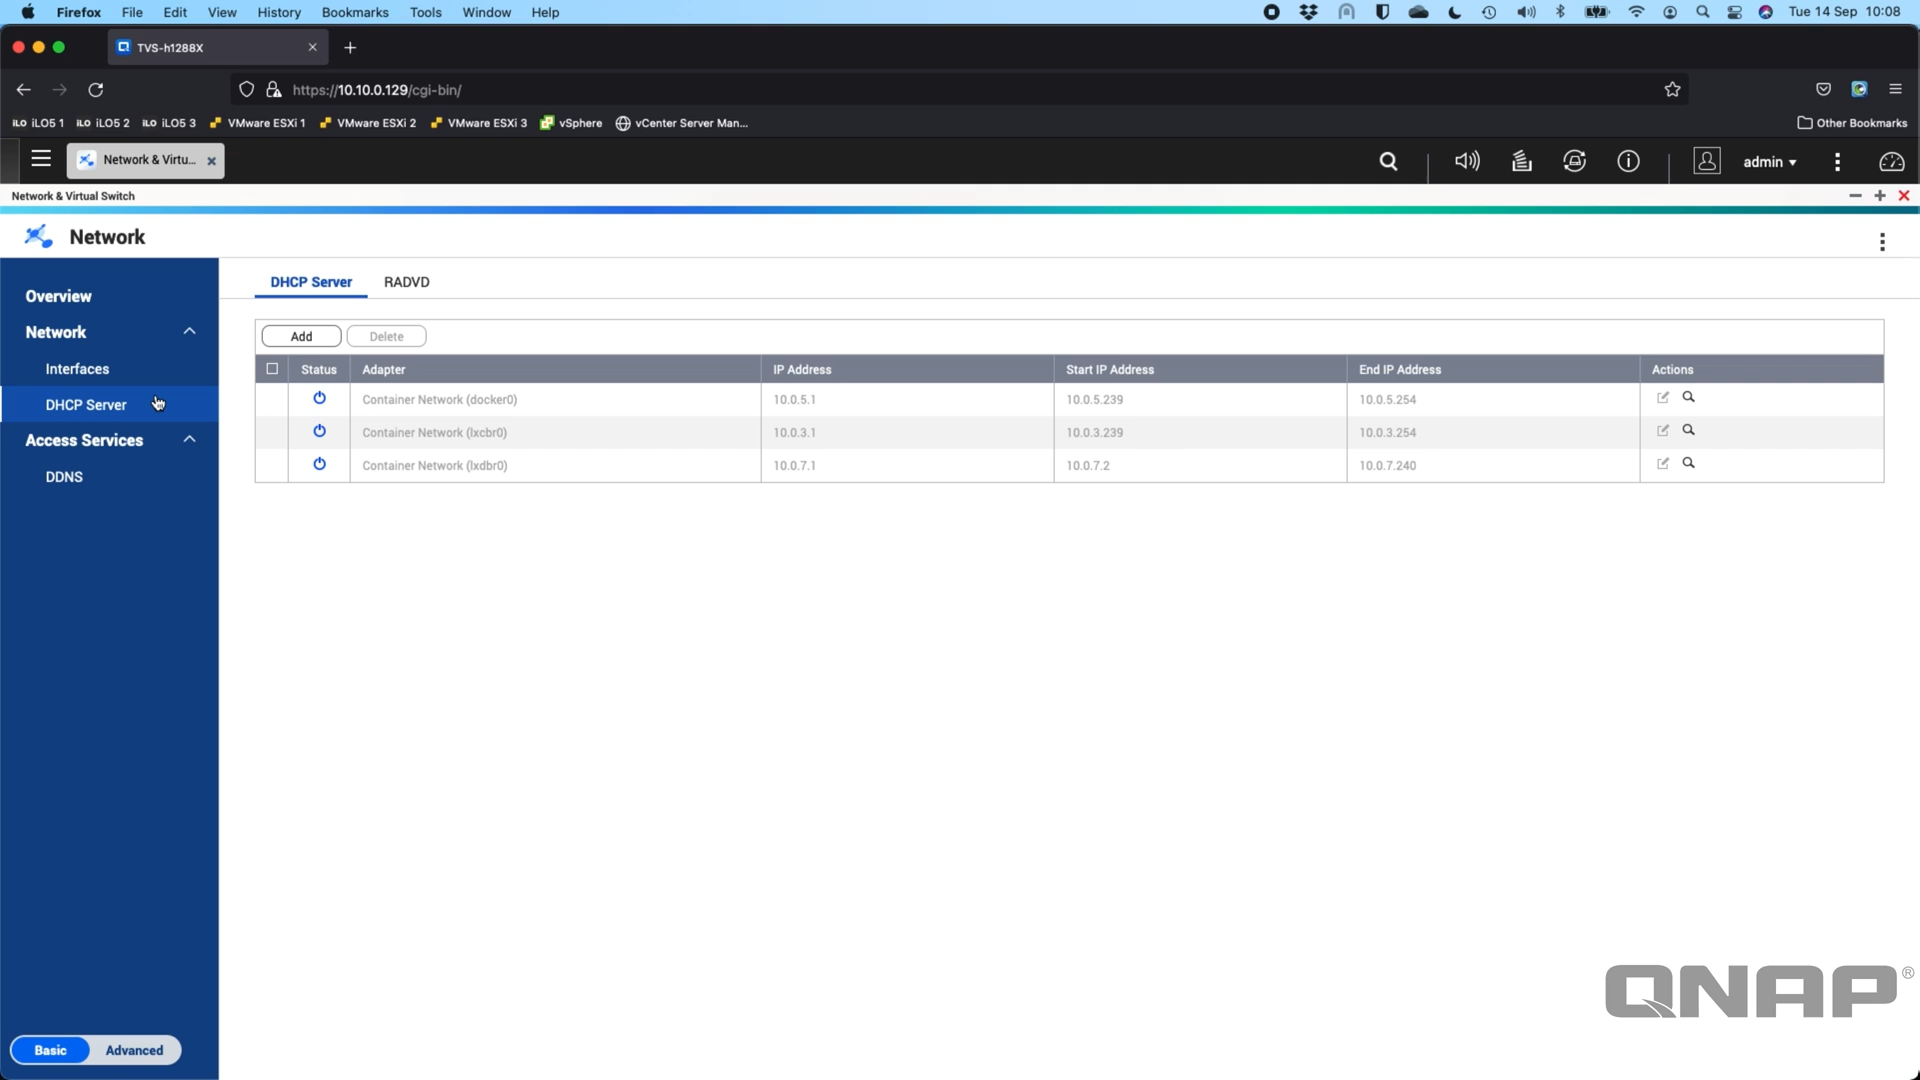 Firefox File Edit View History Bookmarks Tools Window Help Tue 14 Sep 10:08
TVS-h1288X
https://10.10.0.129/cgi-bin/
iLO iLO5 1 iLO iLO5 2 iLO iLO5 3 VMware ESXi 1 VMware ESXi 2 VMware ESXi 3 vSphere vCenter Server Man... Other Bookmarks
Network & Virtu... admin
Network & Virtual Switch
Network
Overview
Network
Interfaces
DHCP Server
Access Services
DDNS
Basic Advanced
DHCP Server RADVD
Add Delete
Status Adapter IP Address Start IP Address End IP Address Actions
Container Network (docker0) 10.0.5.1 10.0.5.239 10.0.5.254
Container Network (lxcbr0) 10.0.3.1 10.0.3.239 10.0.3.254
Container Network (lxdbr0) 10.0.7.1 10.0.7.2 10.0.7.240
QNAP®